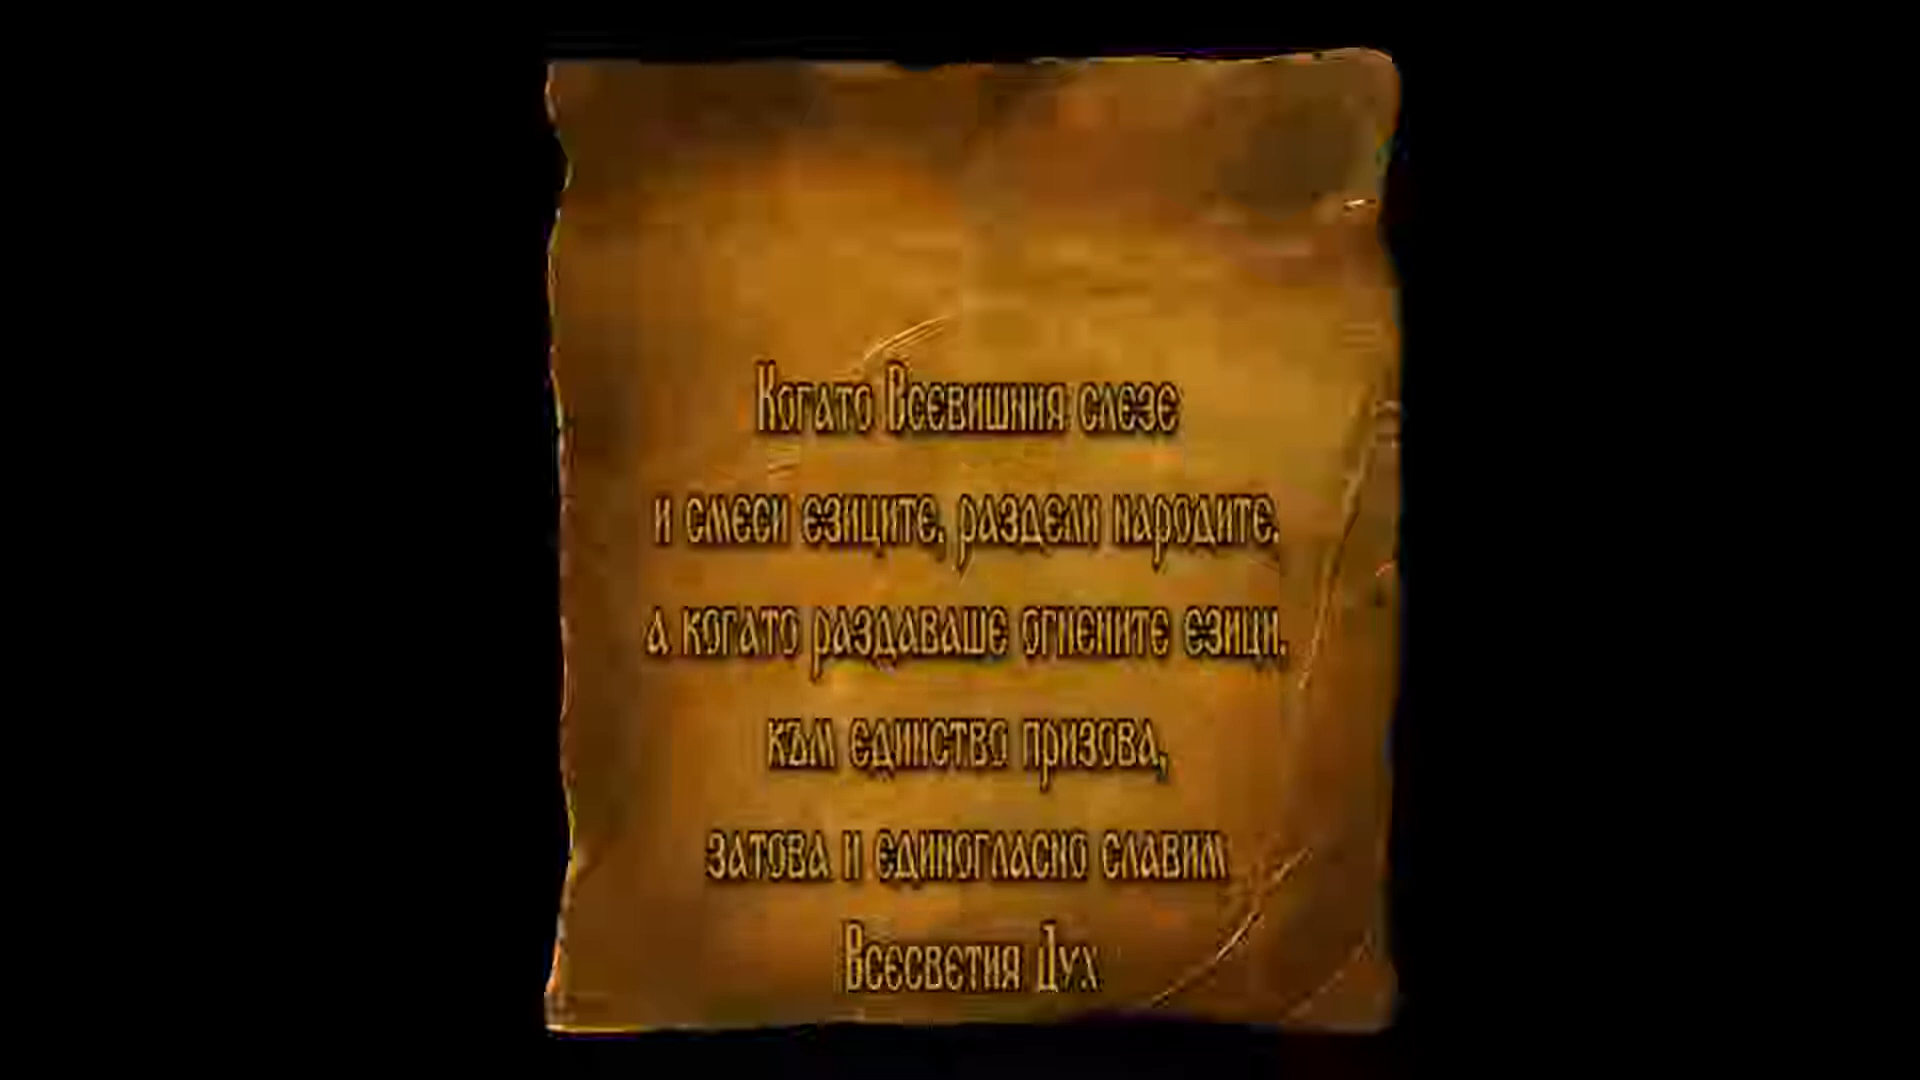 Когато Всевишния слезе
и смеси езиците, раздели народите.
а когато раздаваше огнените езици.
към единство призова,
затова и единогласно славим
Всесветия Дух